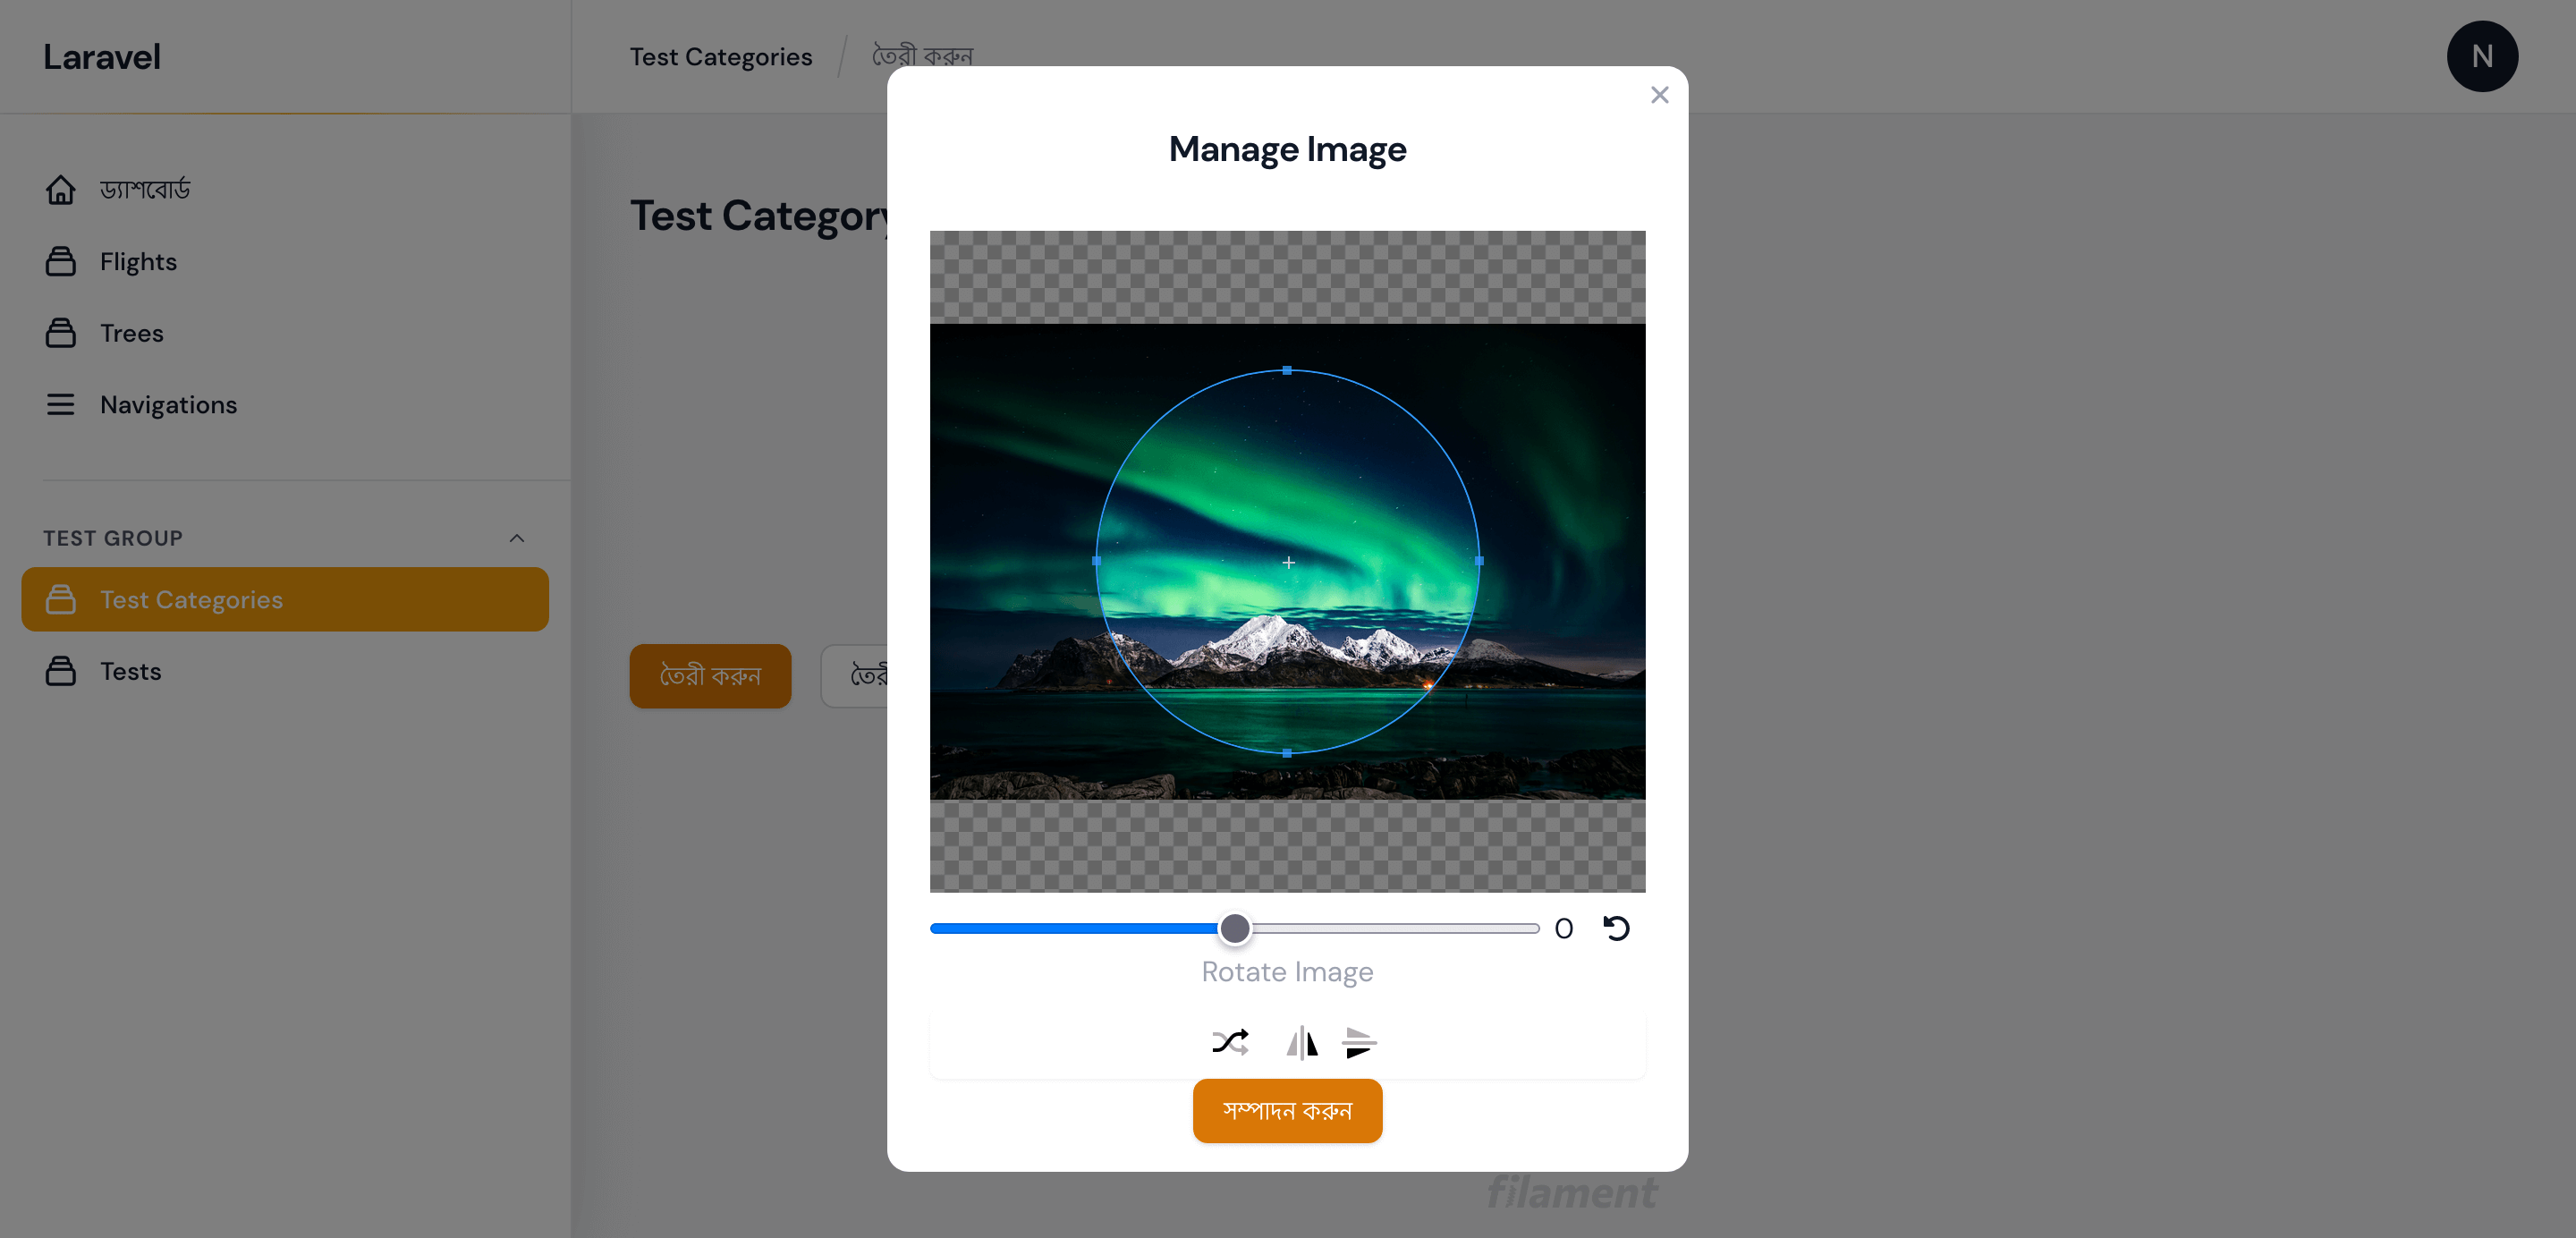 Laravel
Test Categories / তৈরী করুন
N
ড্যাশবোর্ড
Flights
Trees
Navigations
TEST GROUP
Test Categories
Tests
Test Category
তৈরী করুন
Manage Image
0
Rotate Image
সম্পাদন করুন
filament